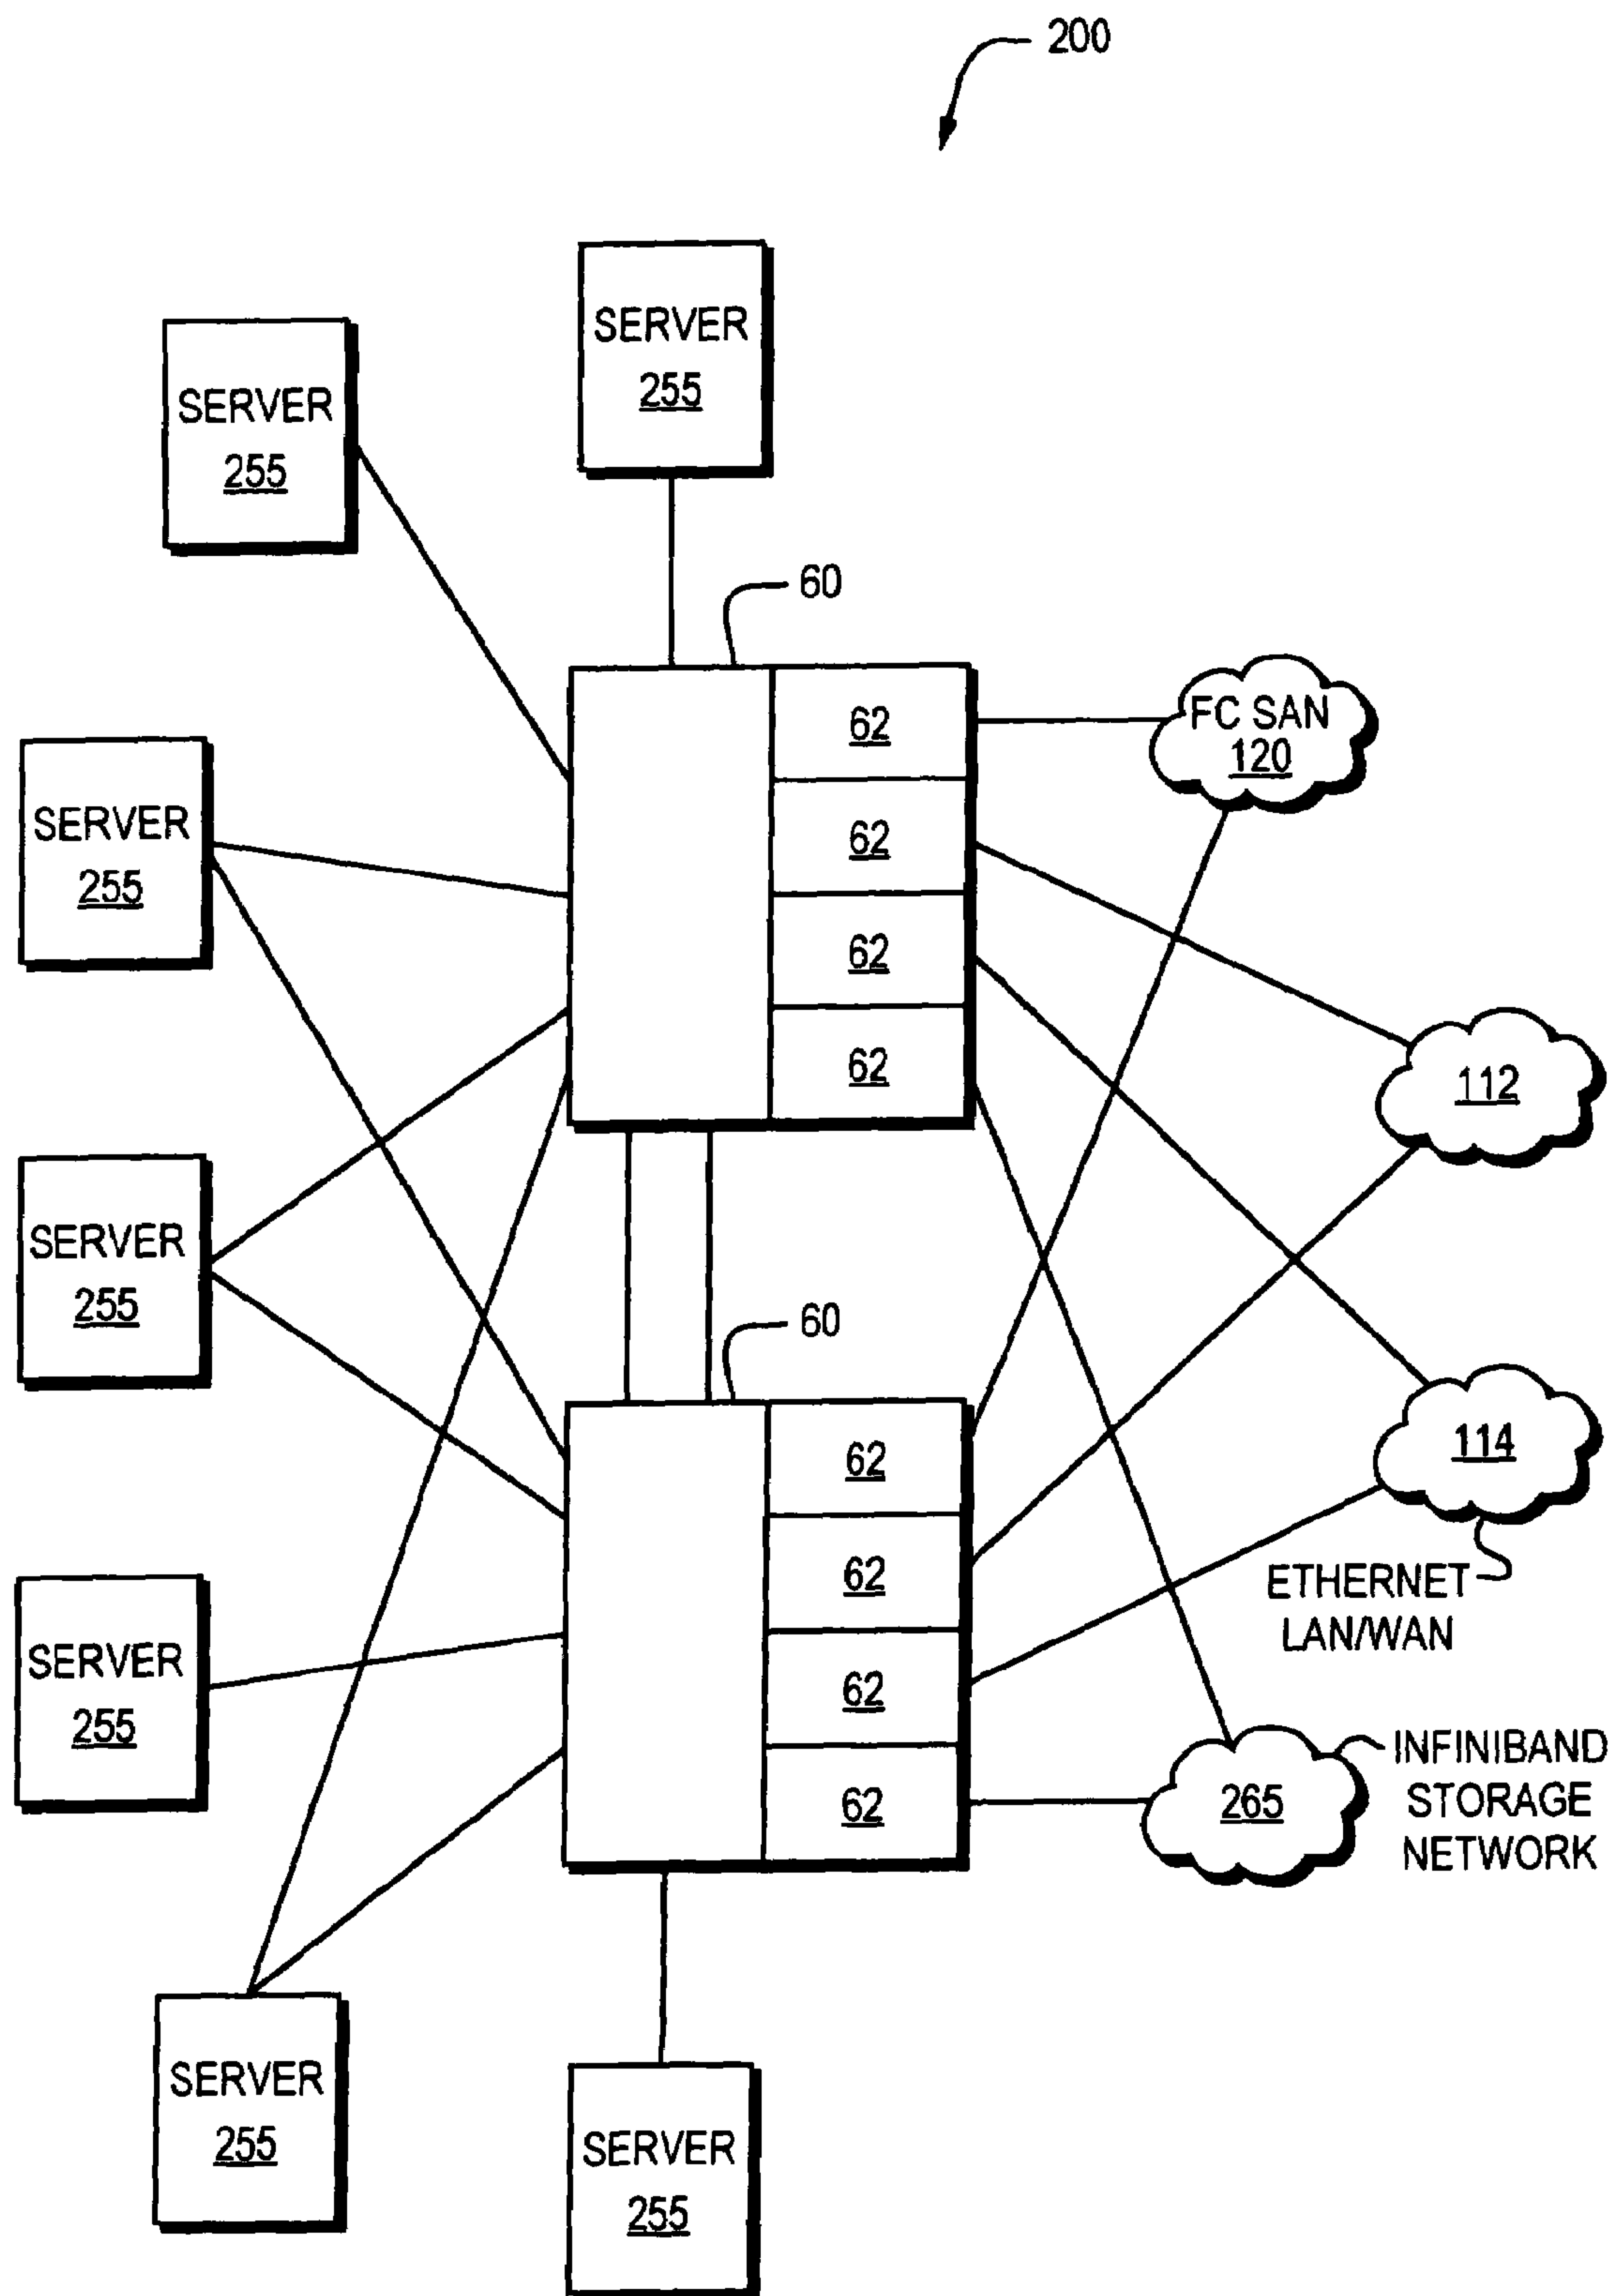 200
SERVER
255
SERVER
255
60
62
62
62
62
FC SAN
120
SERVER
255
112
SERVER
255
60
62
62
62
62
114
ETHERNET
LAN/WAN
SERVER
255
265
INFINIBAND
STORAGE
NETWORK
SERVER
255
SERVER
255